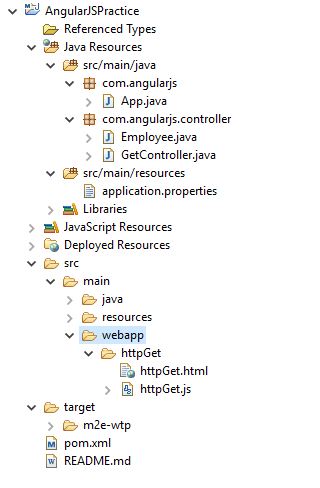 AngularJSPractice
Referenced Types
Java Resources
src/main/java
com.angularjs
App.java
com.angularjs.controller
Employee.java
GetController.java
src/main/resources
application.properties
Libraries
JavaScript Resources
Deployed Resources
src
main
java
resources
webapp
httpGet
httpGet.html
httpGet.js
target
m2e-wtp
pom.xml
README.md